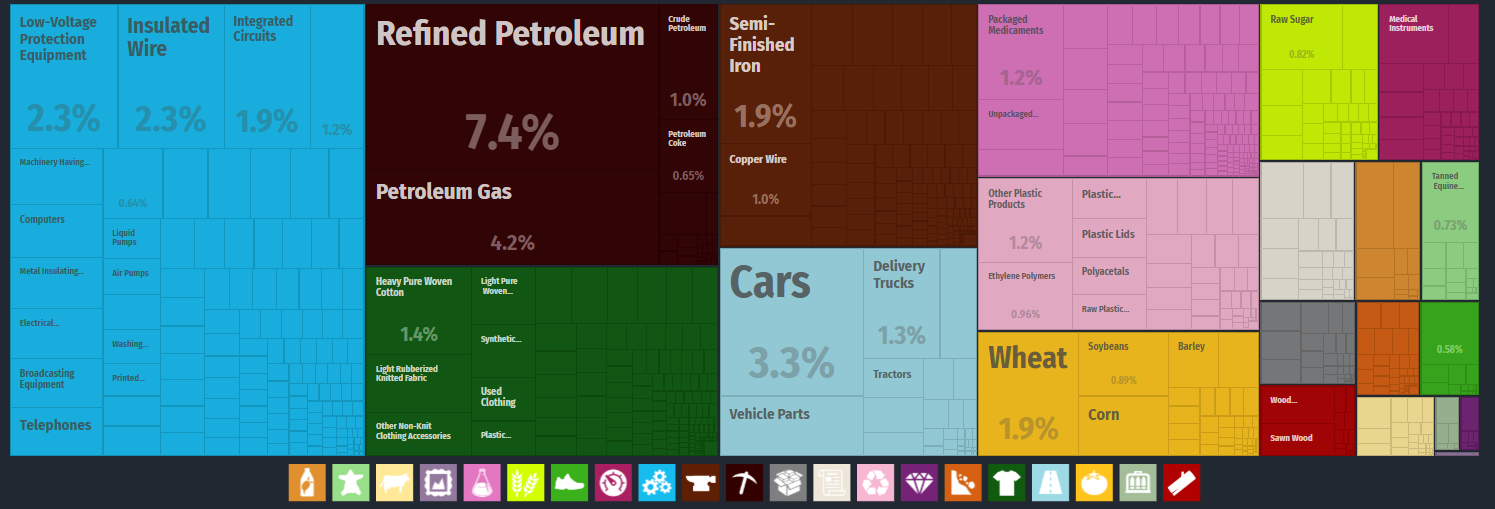 Low-Voltage
Protection
Equipment
2.3%
Insulated
Wire
2.3%
Integrated
Circuits
1.9%
1.2%
Machinery Having...
0.64%
Computers
Liquid
Pumps
Metal Insulating...
Air Pumps
Electrical...
Washing...
Broadcasting
Equipment
Printed...
Telephones
Refined Petroleum
7.4%
Crude
Petroleum
1.0%
Petroleum
Coke
0.65%
Petroleum Gas
4.2%
Heavy Pure Woven
Cotton
1.4%
Light Pure
Woven...
Synthetic...
Light Rubberized
Knitted Fabric
Used
Clothing
Other Non-Knit
Clothing Accessories
Plastic...
Semi-
Finished
Iron
1.9%
Copper Wire
1.0%
Cars
3.3%
Delivery
Trucks
1.3%
Tractors
Vehicle Parts
Packaged
Medicaments
1.2%
Unpackaged...
Other Plastic
Products
1.2%
Plastic...
Plastic Lids
Ethylene Polymers
0.96%
Polyacetals
Raw Plastic...
Wheat
1.9%
Soybeans
0.89%
Barley
Corn
Raw Sugar
0.82%
Medical
Instruments
Tanned
Equine...
0.73%
0.58%
Wood...
Sawn Wood